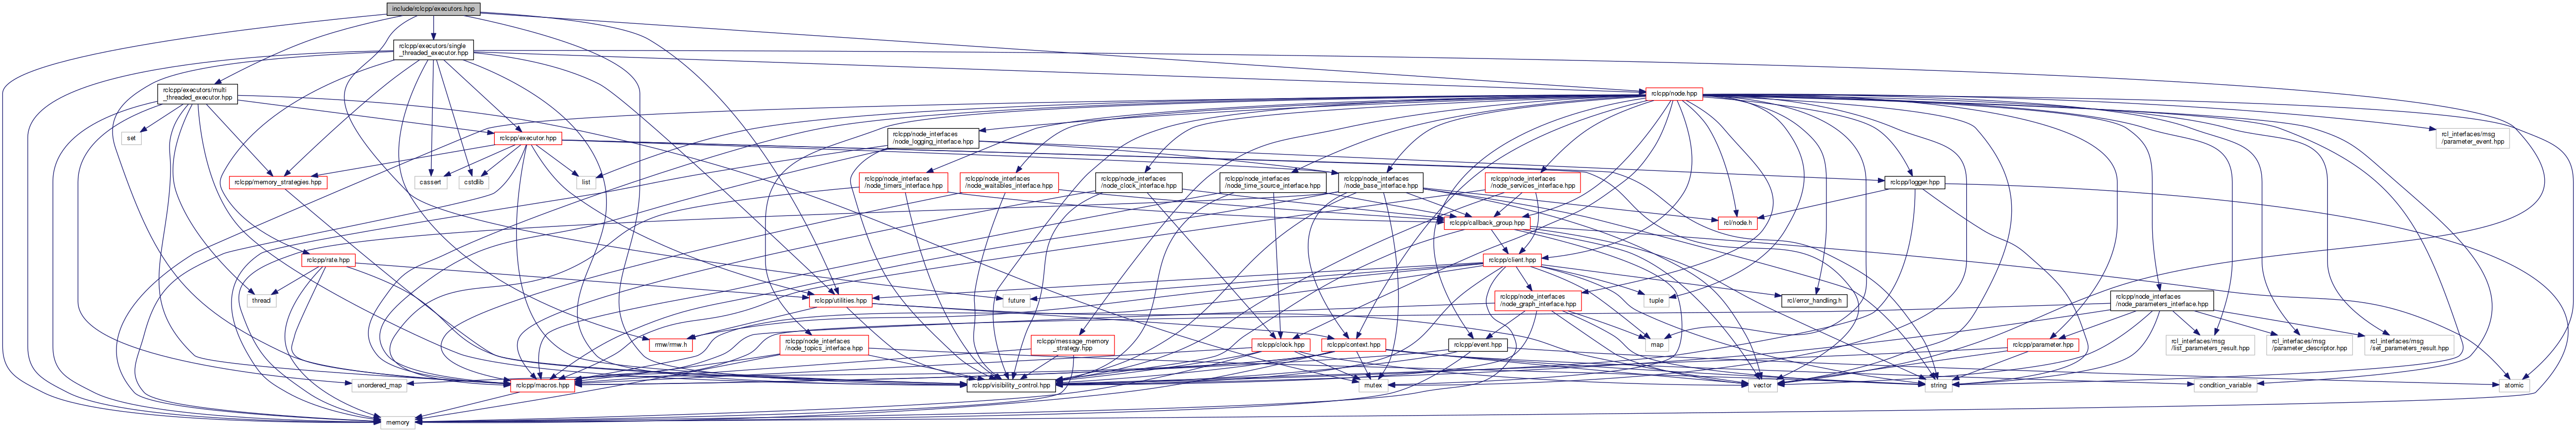 include/rclcpp/executors.hpp
rclcpp/executors/single
_threaded_executor.hpp
rclcpp/executors/multi
_threaded_executor.hpp
rclcpp/node.hpp
set
rclcpp/executor.hpp
rclcpp/node_interfaces
/node_logging_interface.hpp
rcl_interfaces/msg
/parameter_event.hpp
rclcpp/memory_strategies.hpp
cassert
cstdlib
list
rclcpp/node_interfaces
/node_timers_interface.hpp
rclcpp/node_interfaces
/node_waitables_interface.hpp
rclcpp/node_interfaces
/node_clock_interface.hpp
rclcpp/node_interfaces
/node_time_source_interface.hpp
rclcpp/node_interfaces
/node_base_interface.hpp
rclcpp/node_interfaces
/node_services_interface.hpp
rclcpp/logger.hpp
rclcpp/callback_group.hpp
rcl/node.h
rclcpp/rate.hpp
rclcpp/client.hpp
thread
rclcpp/utilities.hpp
future
rclcpp/node_interfaces
/node_graph_interface.hpp
tuple
rcl/error_handling.h
rclcpp/node_interfaces
/node_parameters_interface.hpp
rmw/rmw.h
rclcpp/node_interfaces
/node_topics_interface.hpp
rclcpp/message_memory
_strategy.hpp
rclcpp/clock.hpp
rclcpp/context.hpp
rclcpp/event.hpp
map
rclcpp/parameter.hpp
rcl_interfaces/msg
/list_parameters_result.hpp
rcl_interfaces/msg
/parameter_descriptor.hpp
rcl_interfaces/msg
/set_parameters_result.hpp
unordered_map
rclcpp/macros.hpp
rclcpp/visibility_control.hpp
mutex
vector
string
condition_variable
atomic
memory